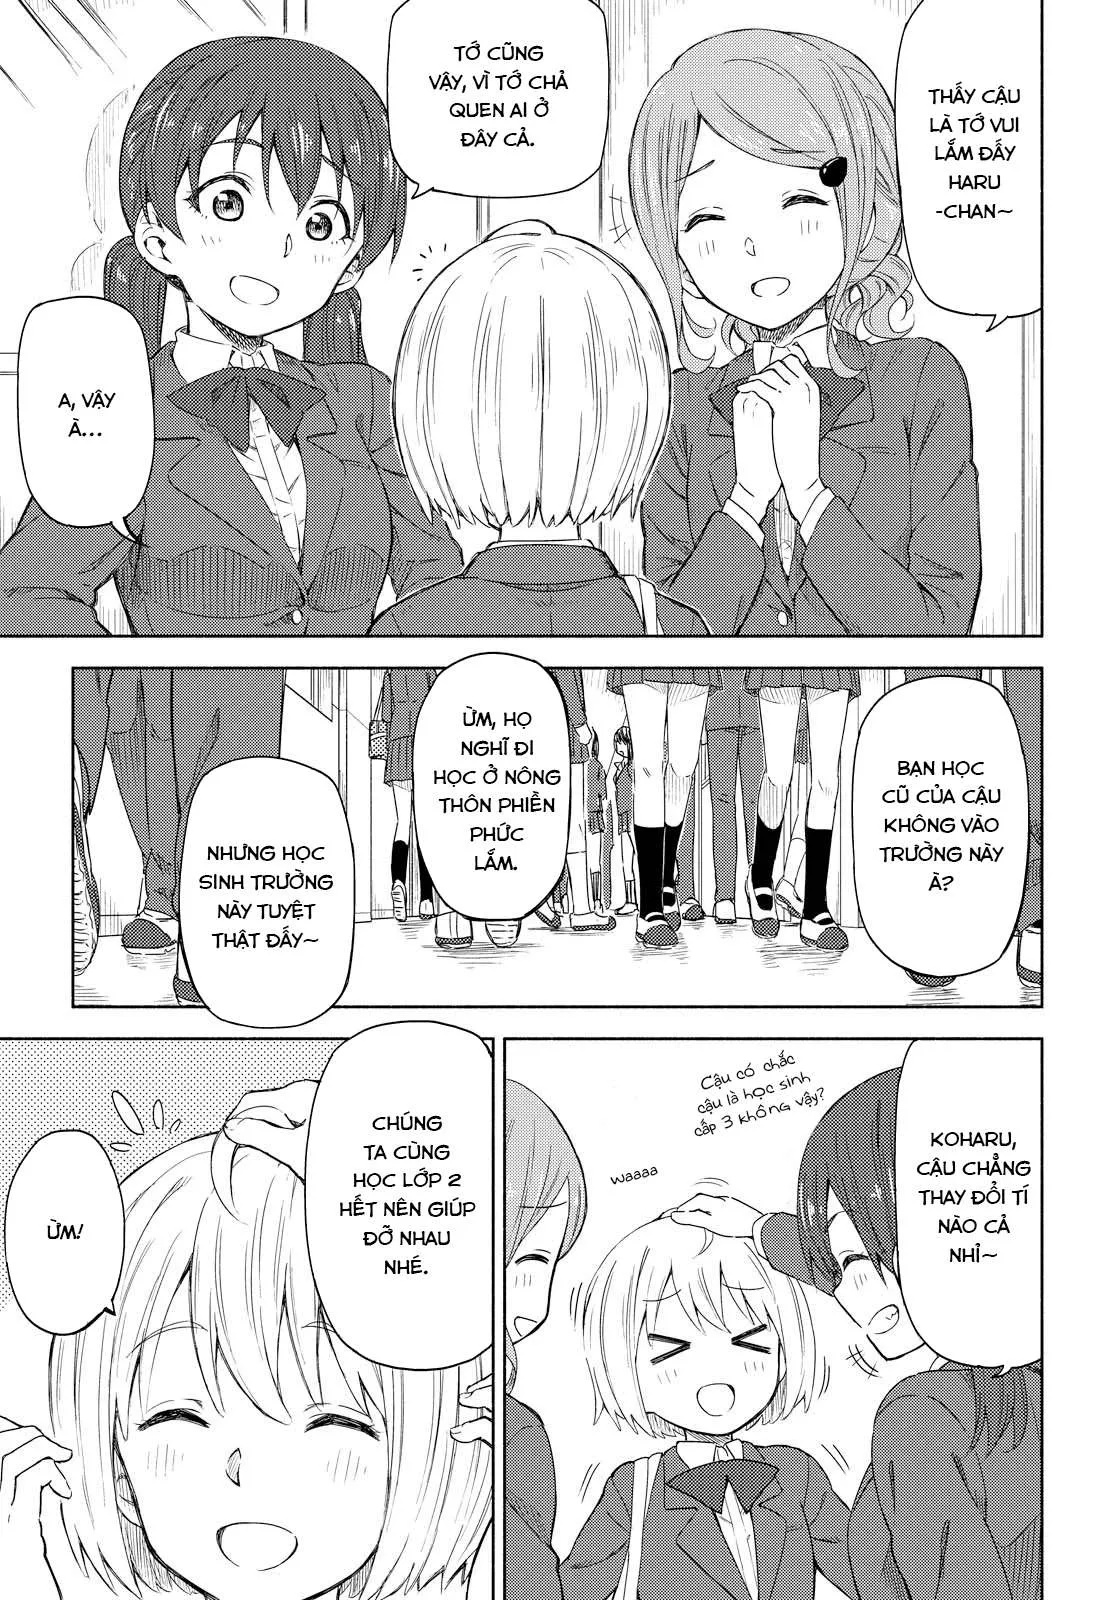 THẤY CẬU
LÀ TỚ VUI
LẮM ĐẤY
HARU
-CHAN~
TỚ CŨNG
VẬY, VÌ TỚ CHẢ
QUEN AI Ở
ĐÂY CẢ.
A, VẬY
À...
BẠN HỌC
CŨ CỦA CẬU
KHÔNG VÀO
TRƯỜNG NÀY
À?
ỪM, HỌ
NGHĨ ĐI
HỌC Ở NÔNG
THÔN PHIỀN
PHỨC
LẮM.
NHƯNG HỌC
SINH TRƯỜNG
NÀY TUYỆT
THẬT ĐẤY~
KOHARU,
CẬU CHẲNG
THAY ĐỔI TÍ
NÀO CẢ
NHỈ~
Cậu có chắc
cậu là học sinh
cấp 3 không vậy?
waaaa
CHÚNG
TA CÙNG
HỌC LỚP 2
HẾT NÊN GIÚP
ĐỠ NHAU
NHÉ.
ỪM!